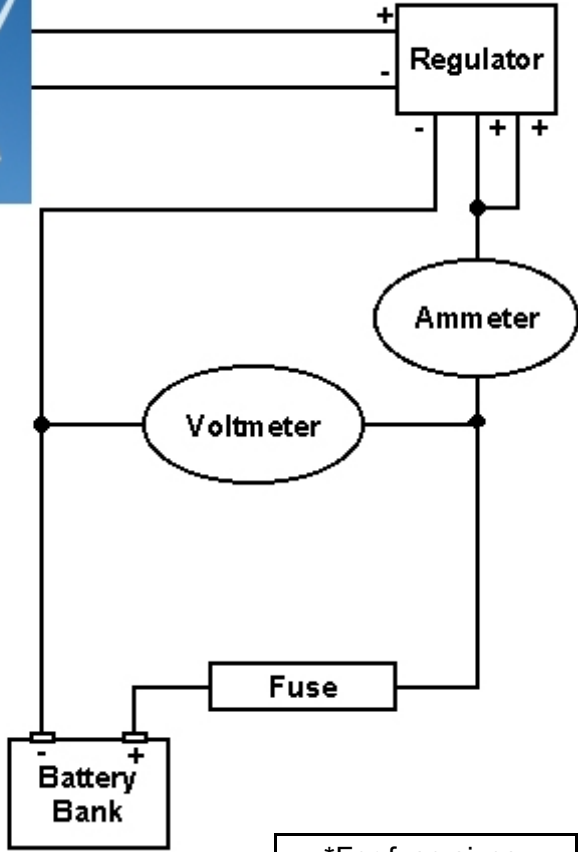 +
Regulator
-
- + +
Ammeter
Voltmeter
Fuse
- +
Battery
Bank